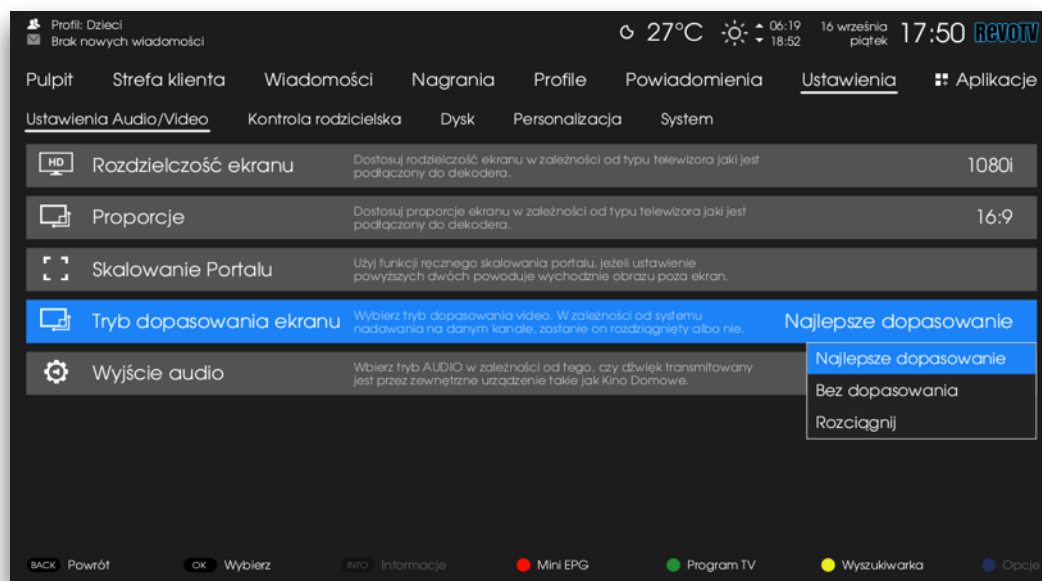 Profil: Dzieci
Brak nowych wiadomości
27°C
06:19
18:52
16 września
piątek
17:50
REVOTV
Pulpit Strefa klienta Wiadomości Nagrania Profile Powiadomienia Ustawienia Aplikacje
Ustawienia Audio/Video Kontrola rodzicielska Dysk Personalizacja System
HD
Rozdzielczość ekranu
Dostosuj rodzielczość ekranu w zależności od typu telewizora jaki jest
podłączony do dekodera.
1080i
Proporcje
Dostosuj proporcje ekranu w zależności od typu telewizora jaki jest
podłączony do dekodera.
16:9
Skalowanie Portalu
Użyj funkcji ręcznego skalowania portalu, jeżeli ustawienie
powyższych dwóch powoduje wychodznie obrazu poza ekran.
Tryb dopasowania ekranu
Wybierz tryb dopasowania video. W zależności od systemu
nadawania na danym kanale, zostanie on rozdziągnięty albo nie.
Najlepsze dopasowanie
Wyjście audio
Wbierz tryb AUDIO w zależności od tego, czy dźwięk transmitowany
jest przez zewnętrzne urządzenie takie jak Kino Domowe.
Najlepsze dopasowanie
Bez dopasowania
Rozciągnij
BACK Powrót OK Wybierz INFO Informacje Mini EPG Program TV Wyszukiwarka Opcje